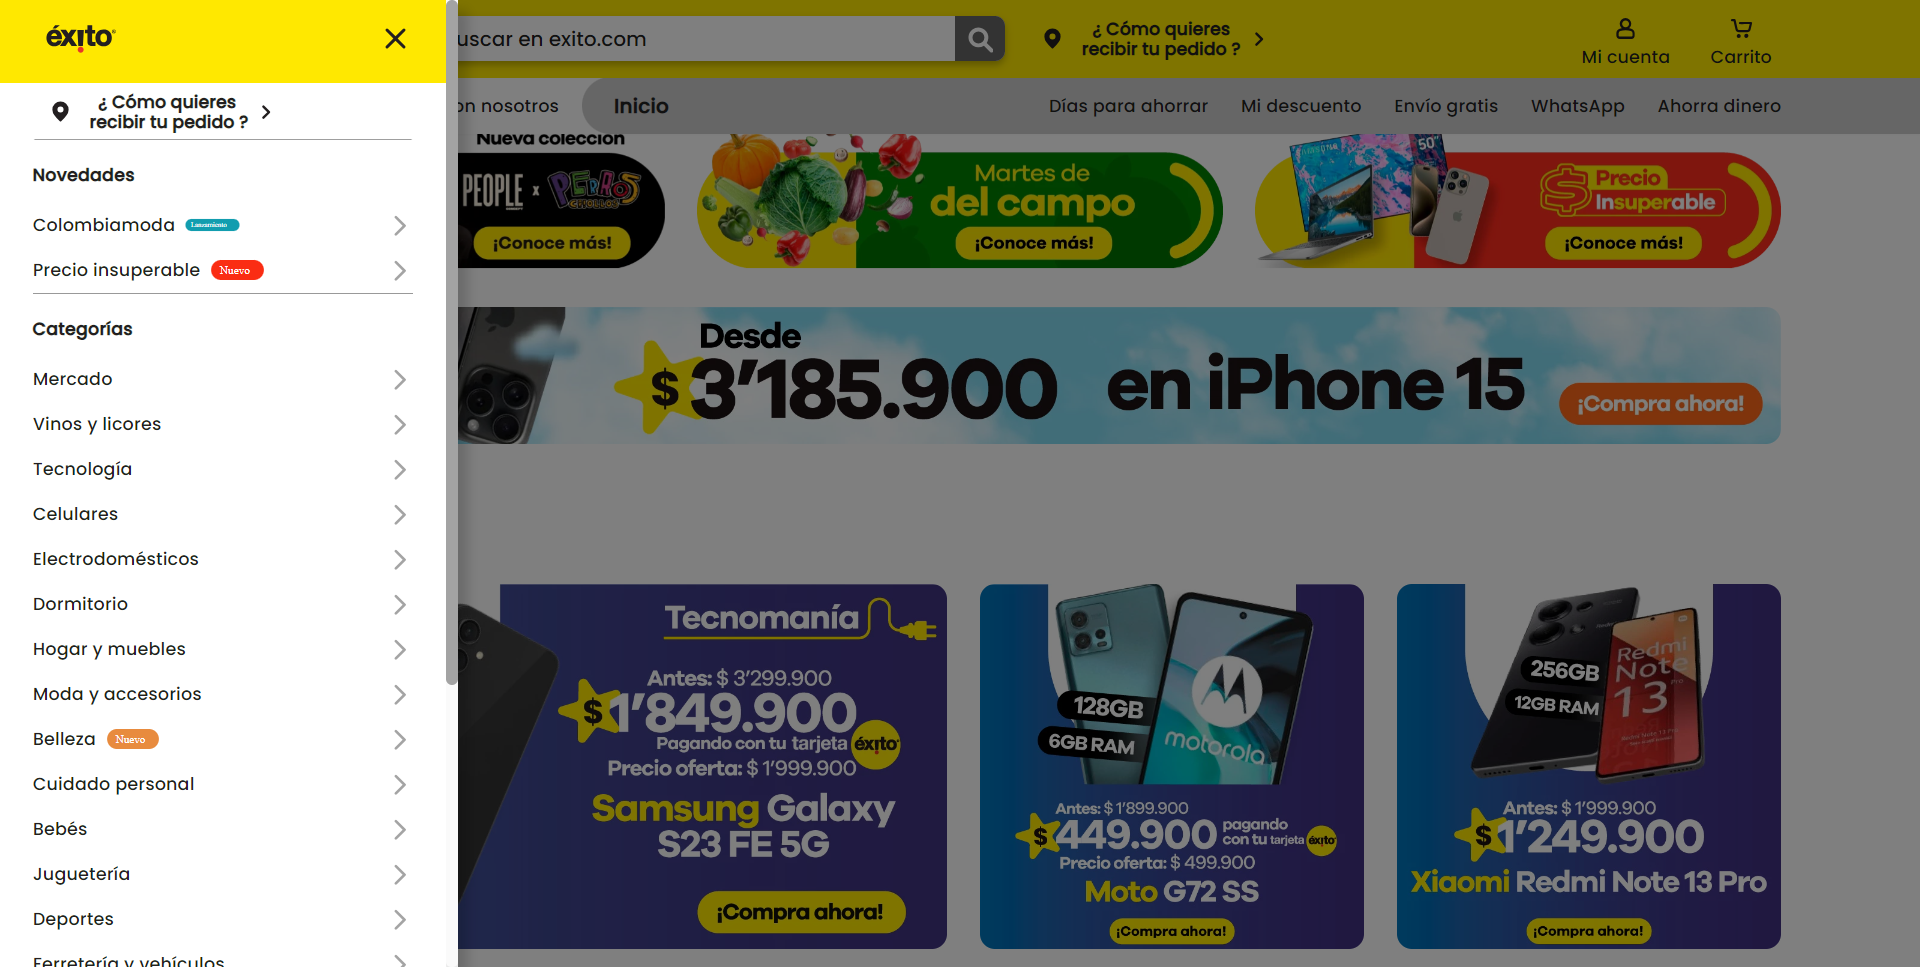 éxito
¿ Cómo quieres
recibir tu pedido ?
Novedades
Colombiamoda Lanzamiento
Precio insuperable Nuevo
Categorías
Mercado
Vinos y licores
Tecnología
Celulares
Electrodomésticos
Dormitorio
Hogar y muebles
Moda y accesorios
Belleza Nuevo
Cuidado personal
Bebés
Juguetería
Deportes
Ferretería y vehículos
uscar en exito.com
¿ Cómo quieres
recibir tu pedido ?
Mi cuenta
Carrito
on nosotros
Inicio
Días para ahorrar
Mi descuento
Envío gratis
WhatsApp
Ahorra dinero
Nueva colección
PEOPLE x PERROS
¡Conoce más!
Martes de
del campo
¡Conoce más!
50"
Precio
Insuperable
¡Conoce más!
Desde
$3'185.900 en iPhone 15
¡Compra ahora!
Tecnomanía
Antes: $ 3'299.900
$1'849.900
Pagando con tu tarjeta éxito
Precio oferta: $ 1'999.900
Samsung Galaxy
S23 FE 5G
¡Compra ahora!
128GB
6GB RAM
motorola
Antes: $ 1'899.900
$449.900 pagando
con tu tarjeta éxito
Precio oferta: $ 499.900
Moto G72 SS
¡Compra ahora!
256GB
12GB RAM
Redmi
Note
13 Pro
Antes: $ 1'999.900
$1'249.900
Xiaomi Redmi Note 13 Pro
¡Compra ahora!